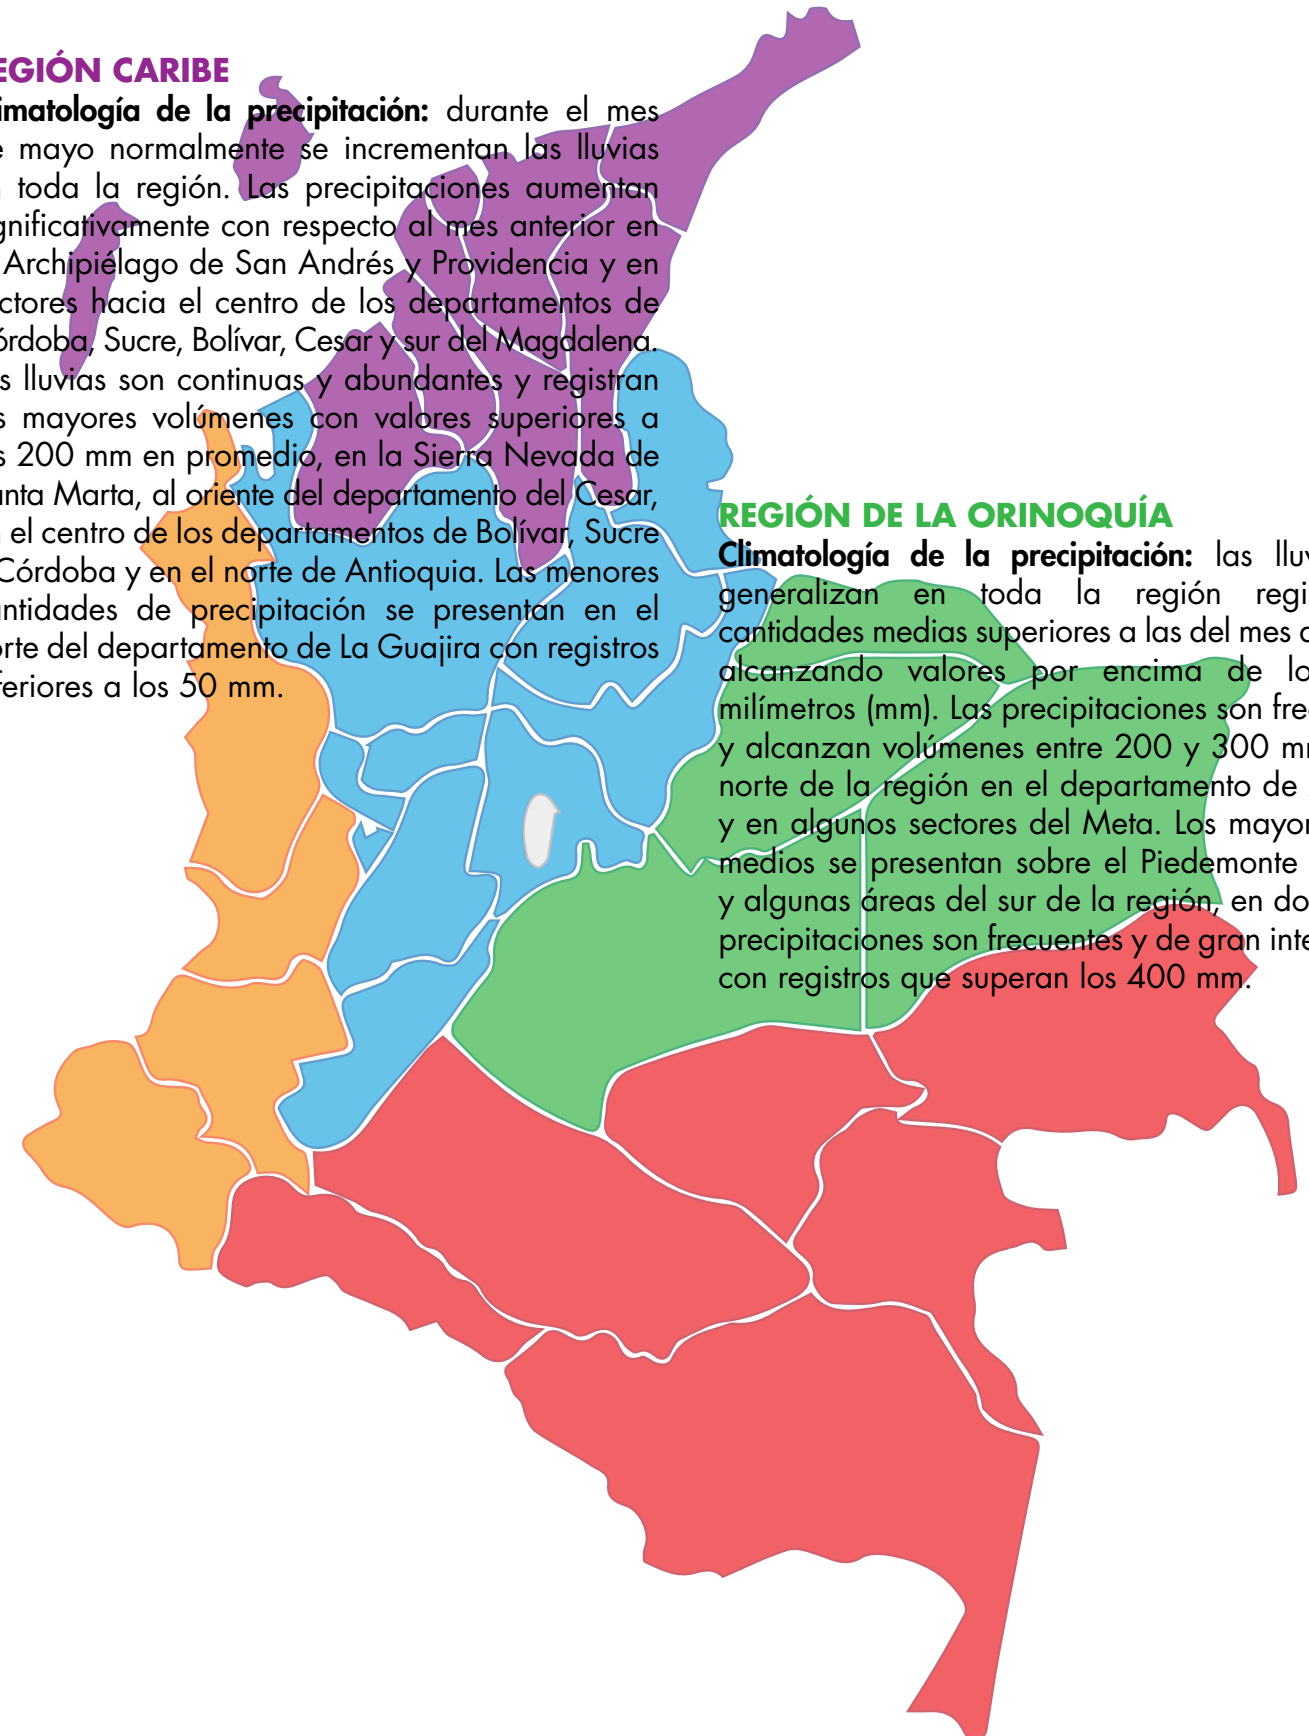 EGIÓN CARIBE
limatología de la precipitación: durante el mes
e mayo normalmente se incrementan las lluvias
toda la región. Las precipitaciones aumentan
gnificativamente con respecto al mes anterior en
Archipiélago de San Andrés y Providencia y en
ctores hacia el centro de los departamentos de
órdoba, Sucre, Bolívar, Cesar y sur del Magdalena.
s lluvias son continuas y abundantes y registran
s mayores volúmenes con valores superiores a
s 200 mm en promedio, en la Sierra Nevada de
anta Marta, al oriente del departamento del Cesar,
n el centro de los departamentos de Bolívar, Sucre
Córdoba y en el norte de Antioquia. Las menores
antidades de precipitación se presentan en el
orte del departamento de La Guajira con registros
feriores a los 50 mm.
REGIÓN DE LA ORINOQUÍA
Climatología de la precipitación: las lluv
generalizan en toda la región regis
cantidades medias superiores a las del mes a
alcanzando valores por encima de lo
milímetros (mm). Las precipitaciones son fre
y alcanzan volúmenes entre 200 y 300 m
norte de la región en el departamento de
y en algunos sectores del Meta. Los mayor
medios se presentan sobre el Piedemonte
y algunas áreas del sur de la región, en do
precipitaciones son frecuentes y de gran inte
con registros que superan los 400 mm.